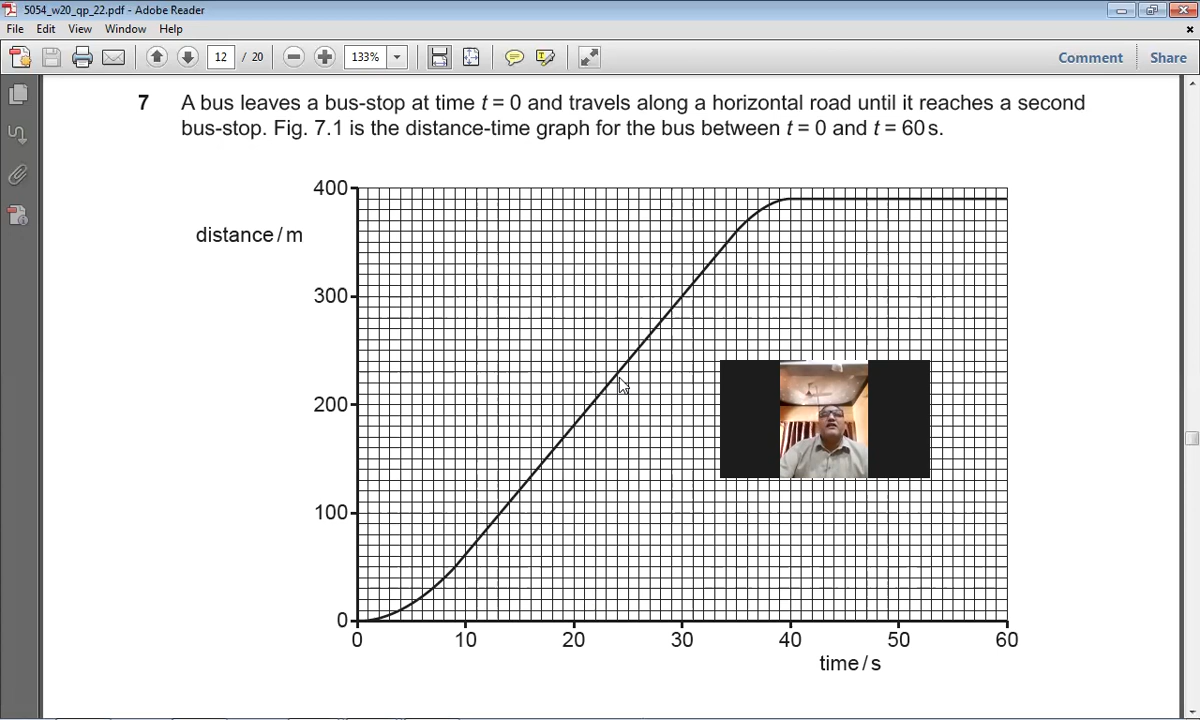 5054_w20_qp_22.pdf - Adobe Reader
File Edit View Window Help
12 / 20
133%
Comment Share
7 A bus leaves a bus-stop at time t = 0 and travels along a horizontal road until it reaches a second
bus-stop. Fig. 7.1 is the distance-time graph for the bus between t = 0 and t = 60 s.
400
distance / m
300
200
100
0
0 10 20 30 40 50 60
time / s